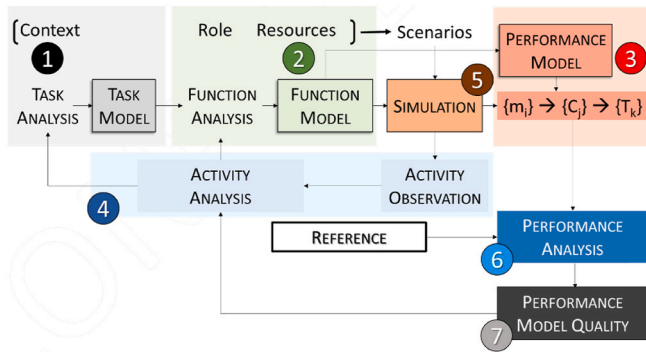 (Context
Role Resources
Scenarios
1
2
3
5
PERFORMANCE
MODEL
TASK
ANALYSIS
TASK
MODEL
FUNCTION
ANALYSIS
FUNCTION
MODEL
SIMULATION
{mᵢ} → {Cⱼ} → {Tₖ}
4
ACTIVITY
ANALYSIS
ACTIVITY
OBSERVATION
REFERENCE
6
PERFORMANCE
ANALYSIS
7
PERFORMANCE
MODEL QUALITY